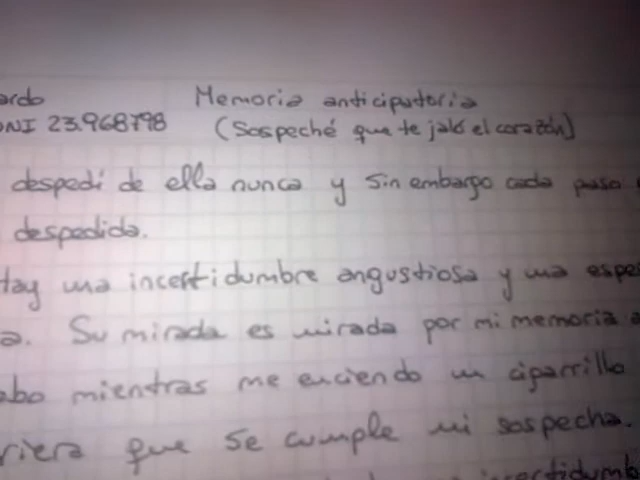 ardo Memoria anticipatoria
DNI 23.968798 (Sospeché que te jaló el corazón)
despedí de ella nunca y sin embargo cada paso
despedida.
Hay una incertidumbre angustiosa y una espe
a. Su mirada es mirada por mi memoria a
abo mientras me enciendo un cigarrillo
riera que se cumple mi sospecha.
incertidumb